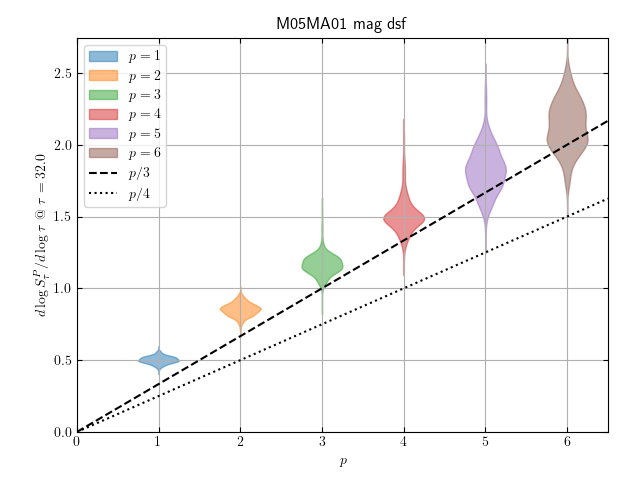 M05MA01 mag dsf
p = 1
p = 2
p = 3
p = 4
p = 5
p = 6
p/3
p/4
d log S_τ^P / d log τ @ τ = 32.0
2.5
2.0
1.5
1.0
0.5
0.0
0 1 2 3 4 5 6
p